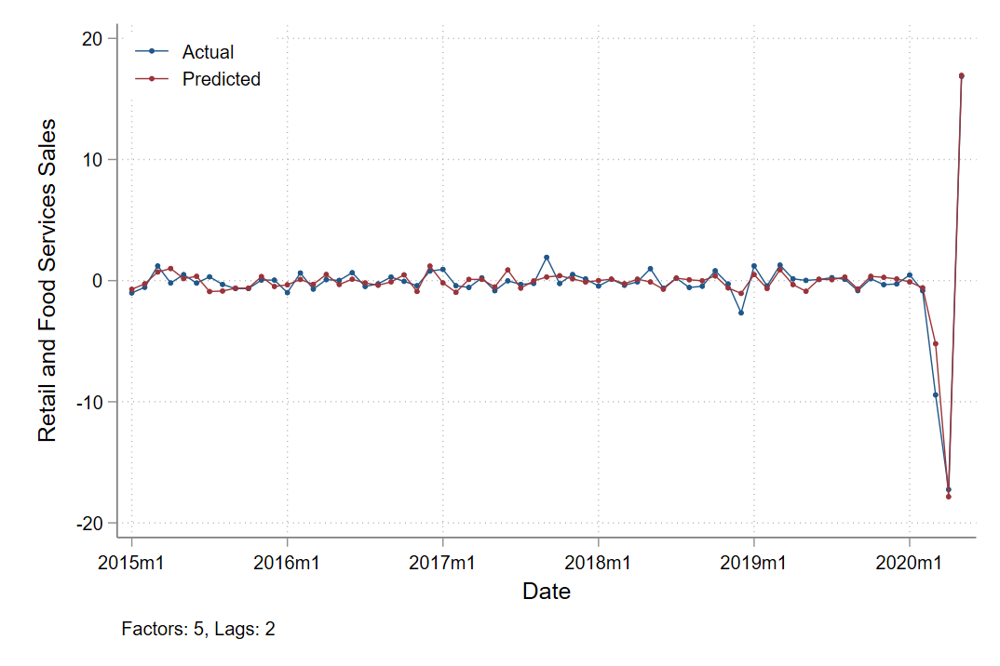 Actual
Predicted
Retail and Food Services Sales
20
10
0
-10
-20
2015m1
2016m1
2017m1
2018m1
2019m1
2020m1
Date
Factors: 5, Lags: 2